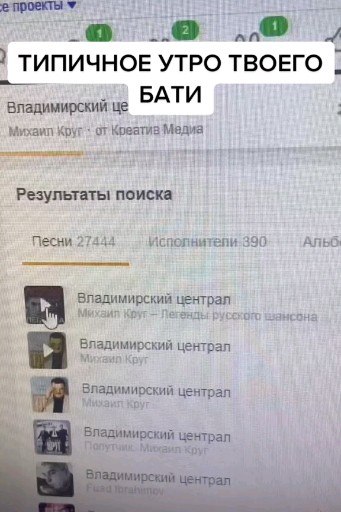 все проекты ▾
1
2
1
ТИПИЧНОЕ УТРО ТВОЕГО
БАТИ
Владимирский це
Михаил Круг · от Креатив Медиа
Результаты поиска
Песни 27444 Исполнители 390 Альб
Владимирский централ
Михаил Круг – Легенды русского шансона
Владимирский централ
Михаил Круг
Владимирский централ
Михаил Круг
Владимирский централ
Попутчик, Михаил Круг
Владимирский централ
Fuad Ibrahimov